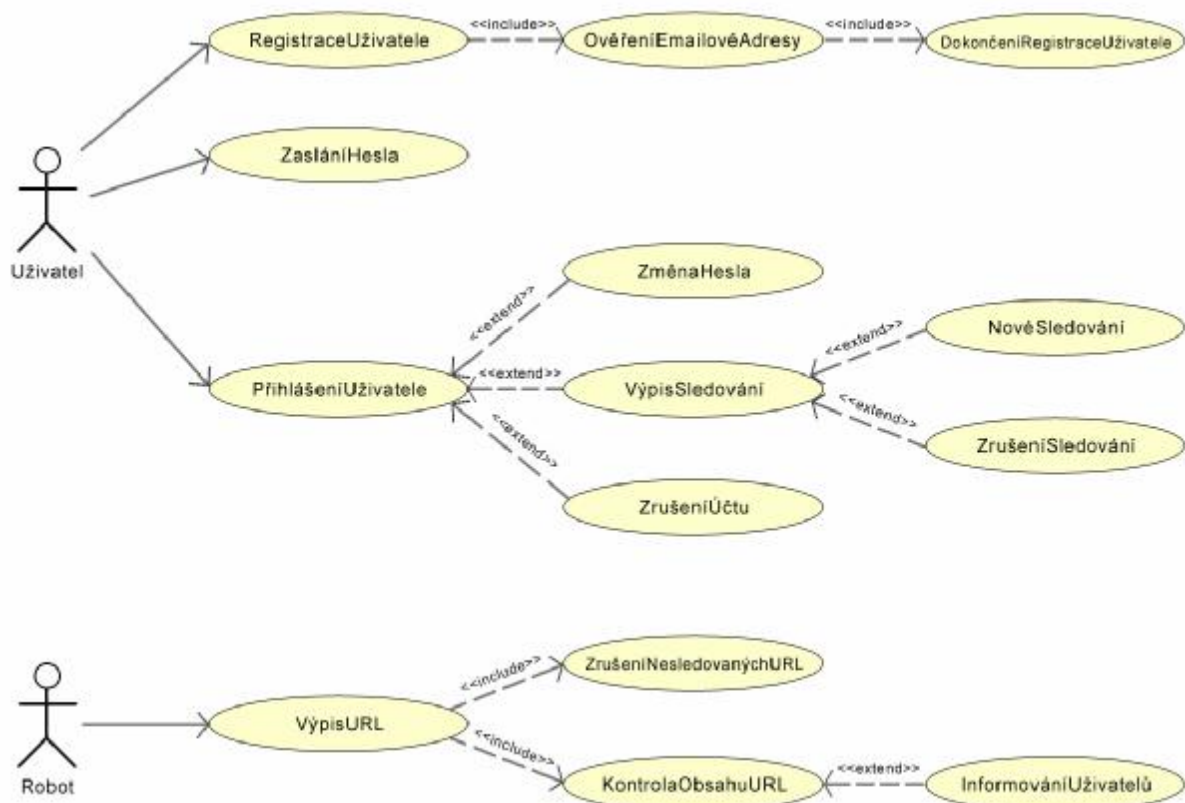 RegistraceUživatele
<<include>>
OvěřeníEmailovéAdresy
<<include>>
DokončeníRegistraceUživatele
ZasláníHesla
Uživatel
ZměnaHesla
<<extend>>
NovéSledování
<<extend>>
PřihlášeníUživatele
<<extend>>
VýpisSledování
<<extend>>
ZrušeníSledování
<<extend>>
ZrušeníÚčtu
ZrušeníNesledovanýchURL
<<include>>
VýpisURL
<<include>>
Robot
KontrolaObsahuURL
<<extend>>
InformováníUživatelů